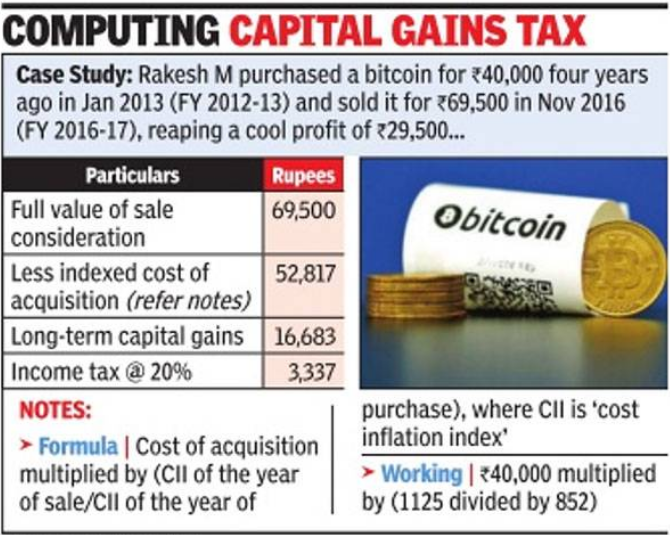 COMPUTING CAPITAL GAINS TAX
Case Study: Rakesh M purchased a bitcoin for ₹40,000 four years
ago in Jan 2013 (FY 2012-13) and sold it for ₹69,500 in Nov 2016
(FY 2016-17), reaping a cool profit of ₹29,500...
Particulars Rupees
Full value of sale 69,500
consideration
Less indexed cost of 52,817
acquisition (refer notes)
Long-term capital gains 16,683
Income tax @ 20% 3,337
bitcoin
NOTES:
➤ Formula | Cost of acquisition
multiplied by (CII of the year
of sale/CII of the year of
purchase), where CII is ‘cost
inflation index’
➤ Working | ₹40,000 multiplied
by (1125 divided by 852)